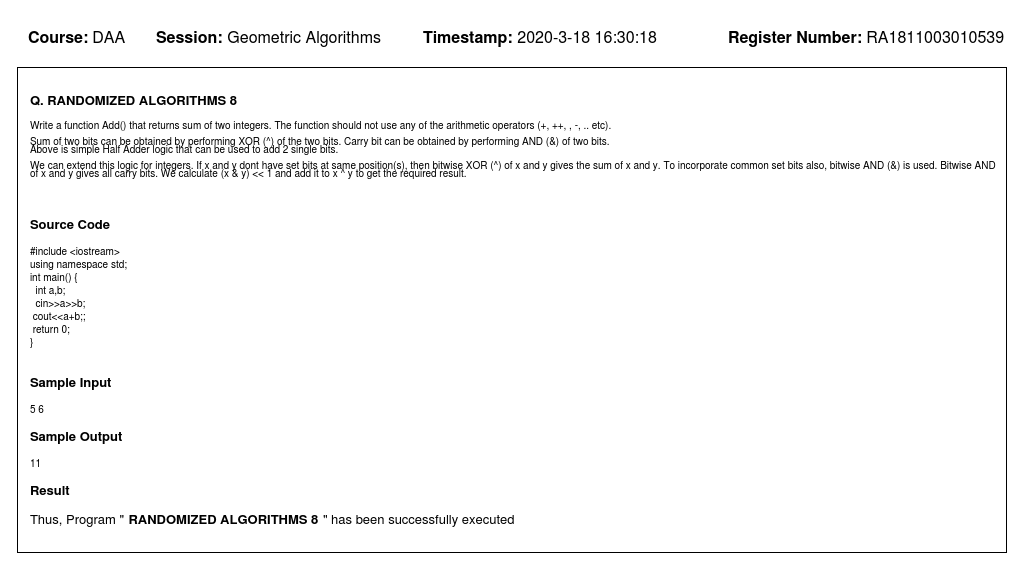 Course: DAA Session: Geometric Algorithms Timestamp: 2020-3-18 16:30:18 Register Number: RA1811003010539
Q. RANDOMIZED ALGORITHMS 8
Write a function Add() that returns sum of two integers. The function should not use any of the arithmetic operators (+, ++, , -, .. etc).
Sum of two bits can be obtained by performing XOR (^) of the two bits. Carry bit can be obtained by performing AND (&) of two bits.
Above is simple Half Adder logic that can be used to add 2 single bits.
We can extend this logic for integers. If x and y dont have set bits at same position(s), then bitwise XOR (^) of x and y gives the sum of x and y. To incorporate common set bits also, bitwise AND (&) is used. Bitwise AND
of x and y gives all carry bits. We calculate (x & y) << 1 and add it to x ^ y to get the required result.
Source Code
#include <iostream>
using namespace std;
int main() {
  int a,b;
  cin>>a>>b;
 cout<<a+b;;
 return 0;
}
Sample Input
5 6
Sample Output
11
Result
Thus, Program " RANDOMIZED ALGORITHMS 8 " has been successfully executed